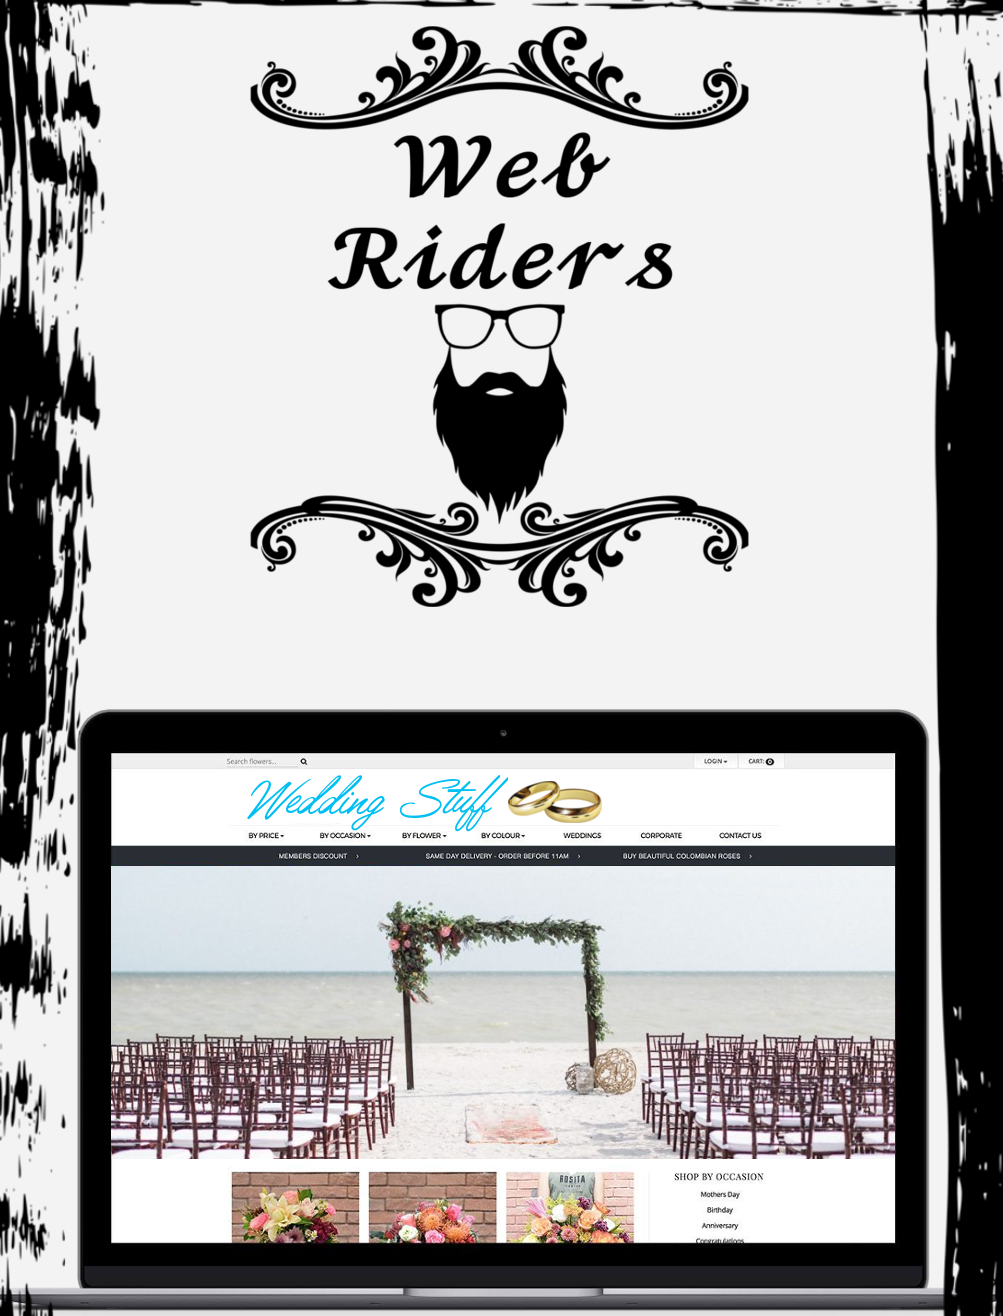 Web
Riders
Search flowers...
LOGIN
CART: 0
Wedding Stuff
BY PRICE
BY OCCASION
BY FLOWER
BY COLOUR
WEDDINGS
CORPORATE
CONTACT US
MEMBERS DISCOUNT >
SAME DAY DELIVERY - ORDER BEFORE 11AM >
BUY BEAUTIFUL COLOMBIAN ROSES >
ROSITA
SHOP BY OCCASION
Mothers Day
Birthday
Anniversary
Congratulations